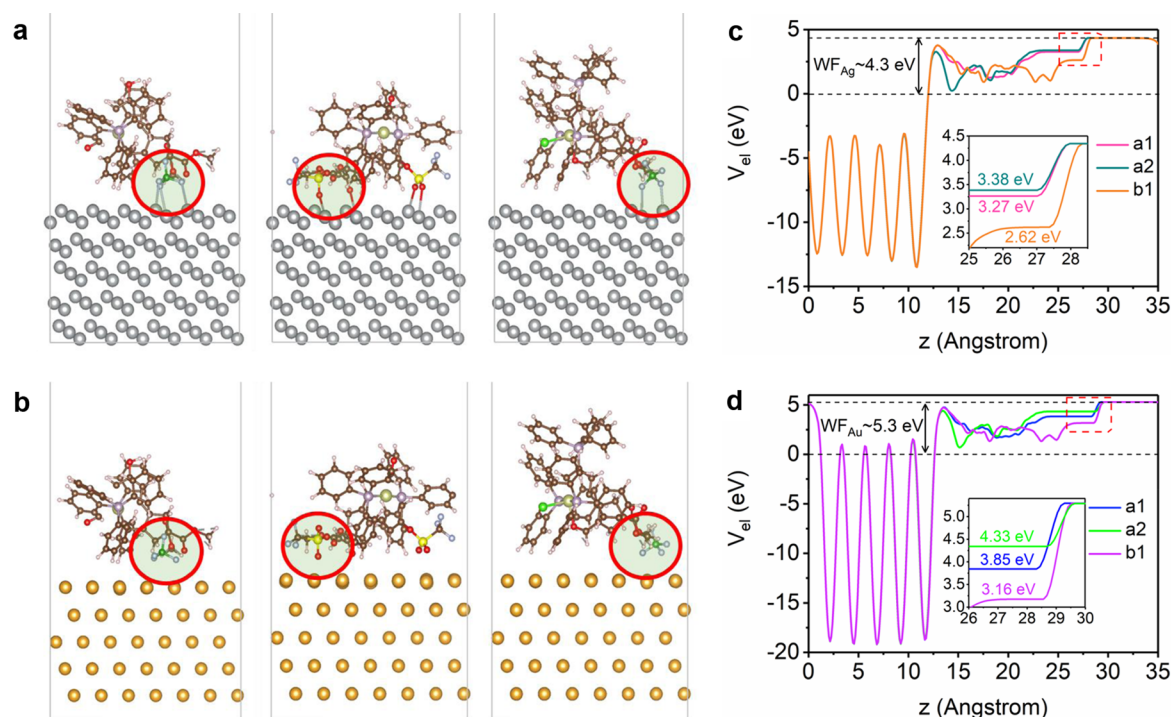 a
b
c
5
0
-5
-10
-15
V_el (eV)
WF_Ag~4.3 eV
a1
a2
b1
4.5
4.0
3.5
3.0
2.5
3.38 eV
3.27 eV
2.62 eV
25 26 27 28
0 5 10 15 20 25 30 35
z (Angstrom)
d
5
0
-5
-10
-15
-20
V_el (eV)
WF_Au~5.3 eV
a1
a2
b1
5.0
4.5
4.0
3.5
3.0
4.33 eV
3.85 eV
3.16 eV
26 27 28 29 30
0 5 10 15 20 25 30 35
z (Angstrom)